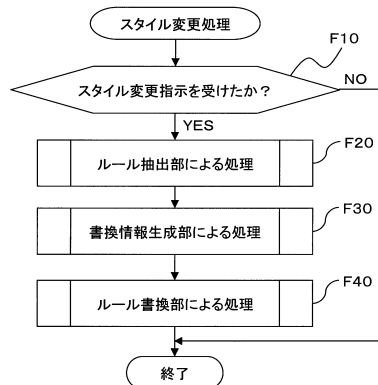 スタイル変更処理
F10
スタイル変更指示を受けたか?
NO
YES
F20
ルール抽出部による処理
F30
書換情報生成部による処理
F40
ルール書換部による処理
終了